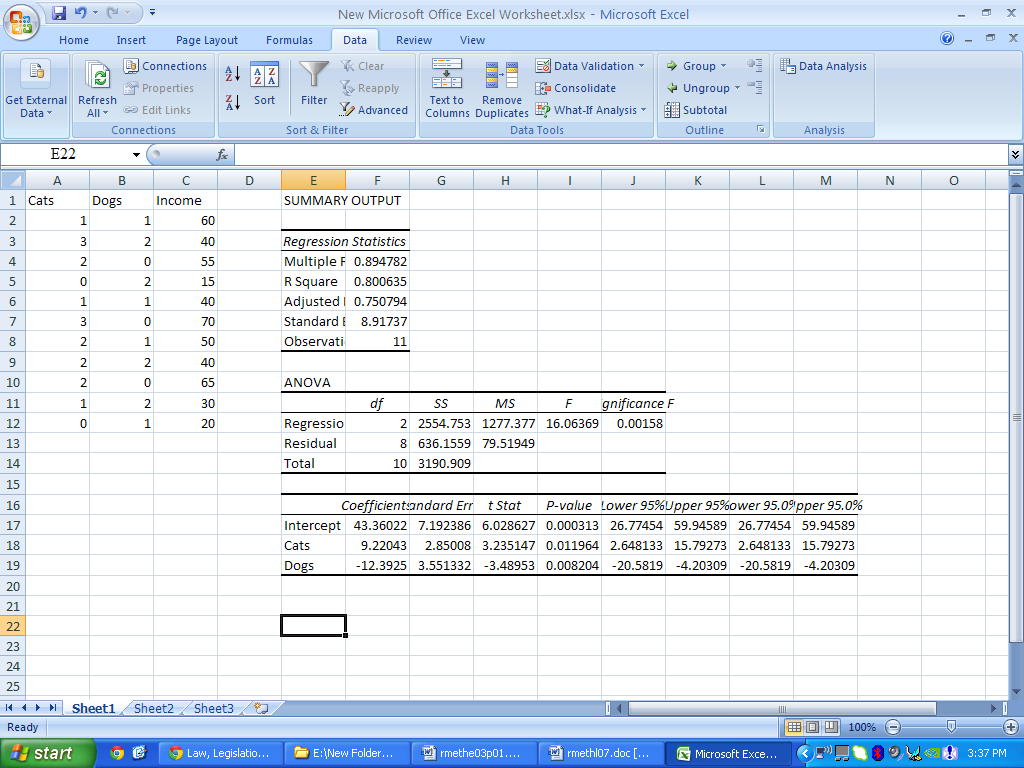 New Microsoft Office Excel Worksheet.xlsx - Microsoft Excel
Home Insert Page Layout Formulas Data Review View
Get External Data
Refresh All
Connections
Properties
Edit Links
Connections
Sort
Filter
Clear
Reapply
Advanced
Sort & Filter
Text to Columns
Remove Duplicates
Data Validation
Consolidate
What-If Analysis
Data Tools
Group
Ungroup
Subtotal
Outline
Data Analysis
Analysis
E22 fx
A B C D E F G H I J K L M N O
1 Cats Dogs Income SUMMARY OUTPUT
2 1 1 60
3 3 2 40 Regression Statistics
4 2 0 55 Multiple R 0.894782
5 0 2 15 R Square 0.800635
6 1 1 40 Adjusted 0.750794
7 3 0 70 Standard 8.91737
8 2 1 50 Observati 11
9 2 2 40
10 2 0 65 ANOVA
11 1 2 30 df SS MS F gnificance F
12 0 1 20 Regressio 2 2554.753 1277.377 16.06369 0.00158
13 Residual 8 636.1559 79.51949
14 Total 10 3190.909
15
16 Coefficients andard Err t Stat P-value Lower 95% Upper 95% ower 95.0% pper 95.0%
17 Intercept 43.36022 7.192386 6.028627 0.000313 26.77454 59.94589 26.77454 59.94589
18 Cats 9.22043 2.85008 3.235147 0.011964 2.648133 15.79273 2.648133 15.79273
19 Dogs -12.3925 3.551332 -3.48953 0.008204 -20.5819 -4.20309 -20.5819 -4.20309
20
21
22
23
24
25
Sheet1 Sheet2 Sheet3
Ready 100%
start Law, Legislatio... E:\New Folder... rmethe03p01.... rmethl07.doc [... Microsoft Exce... 3:37 PM